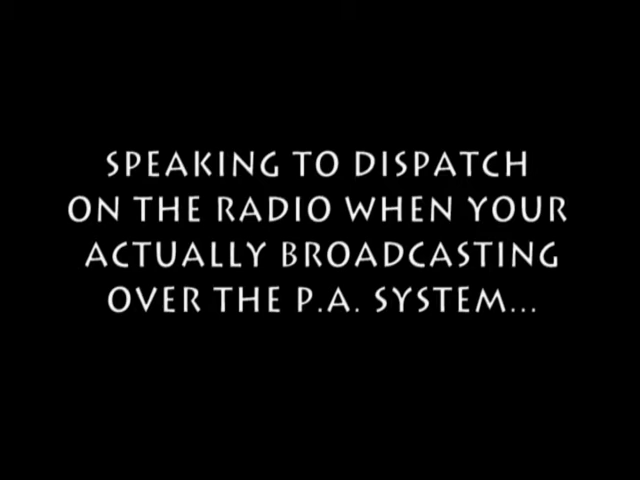 SPEAKING TO DISPATCH
ON THE RADIO WHEN YOUR
ACTUALLY BROADCASTING
OVER THE P.A. SYSTEM...